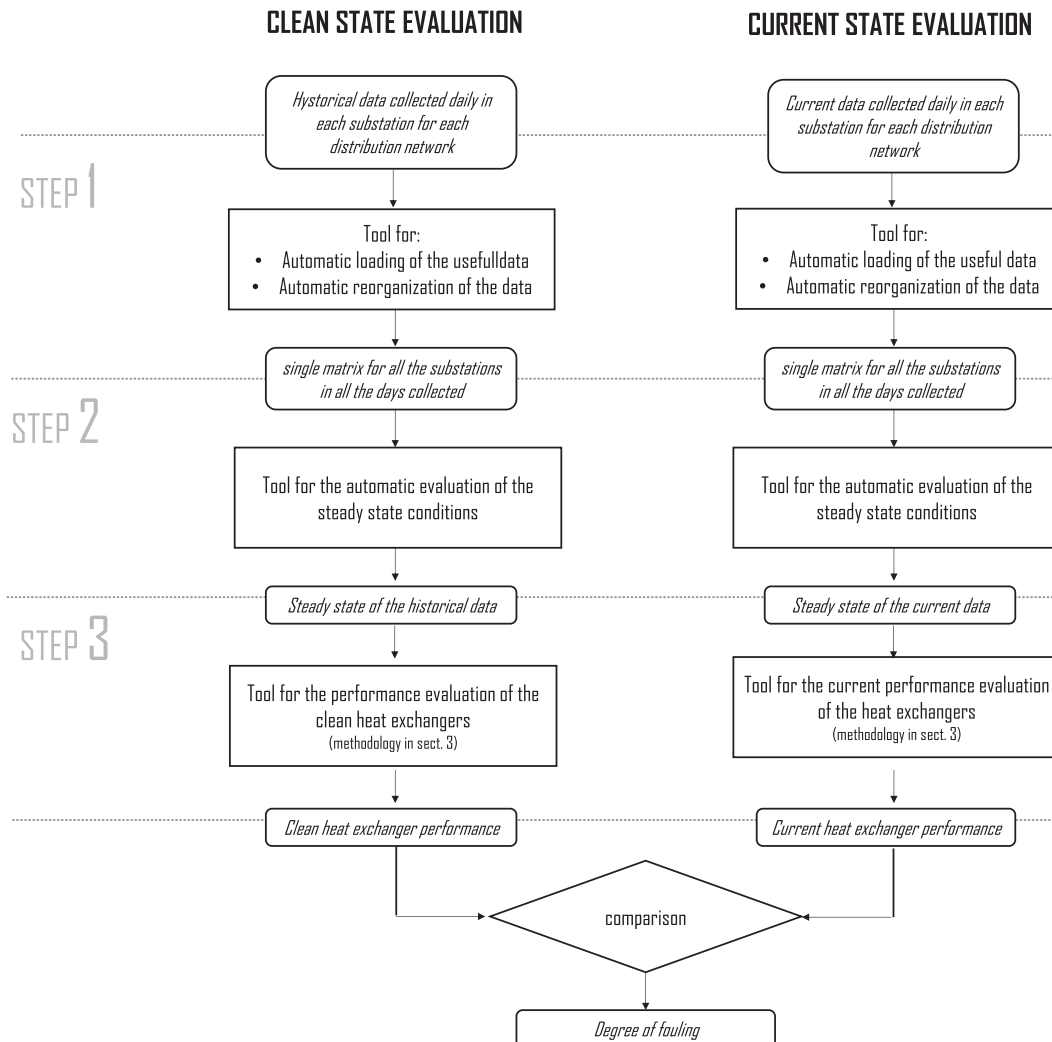 CLEAN STATE EVALUATION
CURRENT STATE EVALUATION
Hystorical data collected daily in
each substation for each
distribution network
Current data collected daily in each
substation for each distribution
network
STEP 1
Tool for:
• Automatic loading of the usefulldata
• Automatic reorganization of the data
Tool for:
• Automatic loading of the useful data
• Automatic reorganization of the data
single matrix for all the substations
in all the days collected
single matrix for all the substations
in all the days collected
STEP 2
Tool for the automatic evaluation of the
steady state conditions
Tool for the automatic evaluation of the
steady state conditions
Steady state of the historical data
Steady state of the current data
STEP 3
Tool for the performance evaluation of the
clean heat exchangers
(methodology in sect. 3)
Tool for the current performance evaluation
of the heat exchangers
(methodology in sect. 3)
Clean heat exchanger performance
Current heat exchanger performance
comparison
Degree of fouling